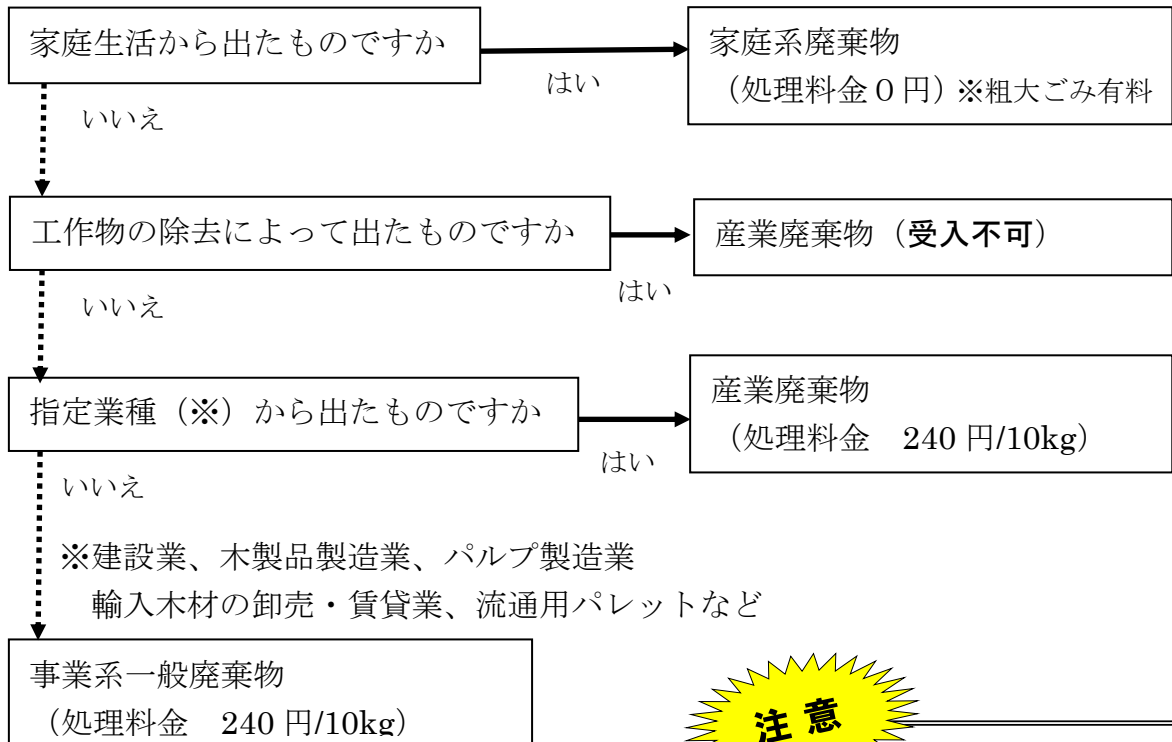 家庭生活から出たものですか
はい
家庭系廃棄物
（処理料金０円）※粗大ごみ有料
いいえ
工作物の除去によって出たものですか
はい
産業廃棄物（受入不可）
いいえ
指定業種（※）から出たものですか
はい
産業廃棄物
（処理料金　240 円/10kg）
いいえ
※建設業、木製品製造業、パルプ製造業
輸入木材の卸売・賃貸業、流通用パレットなど
事業系一般廃棄物
（処理料金　240 円/10kg）
注意